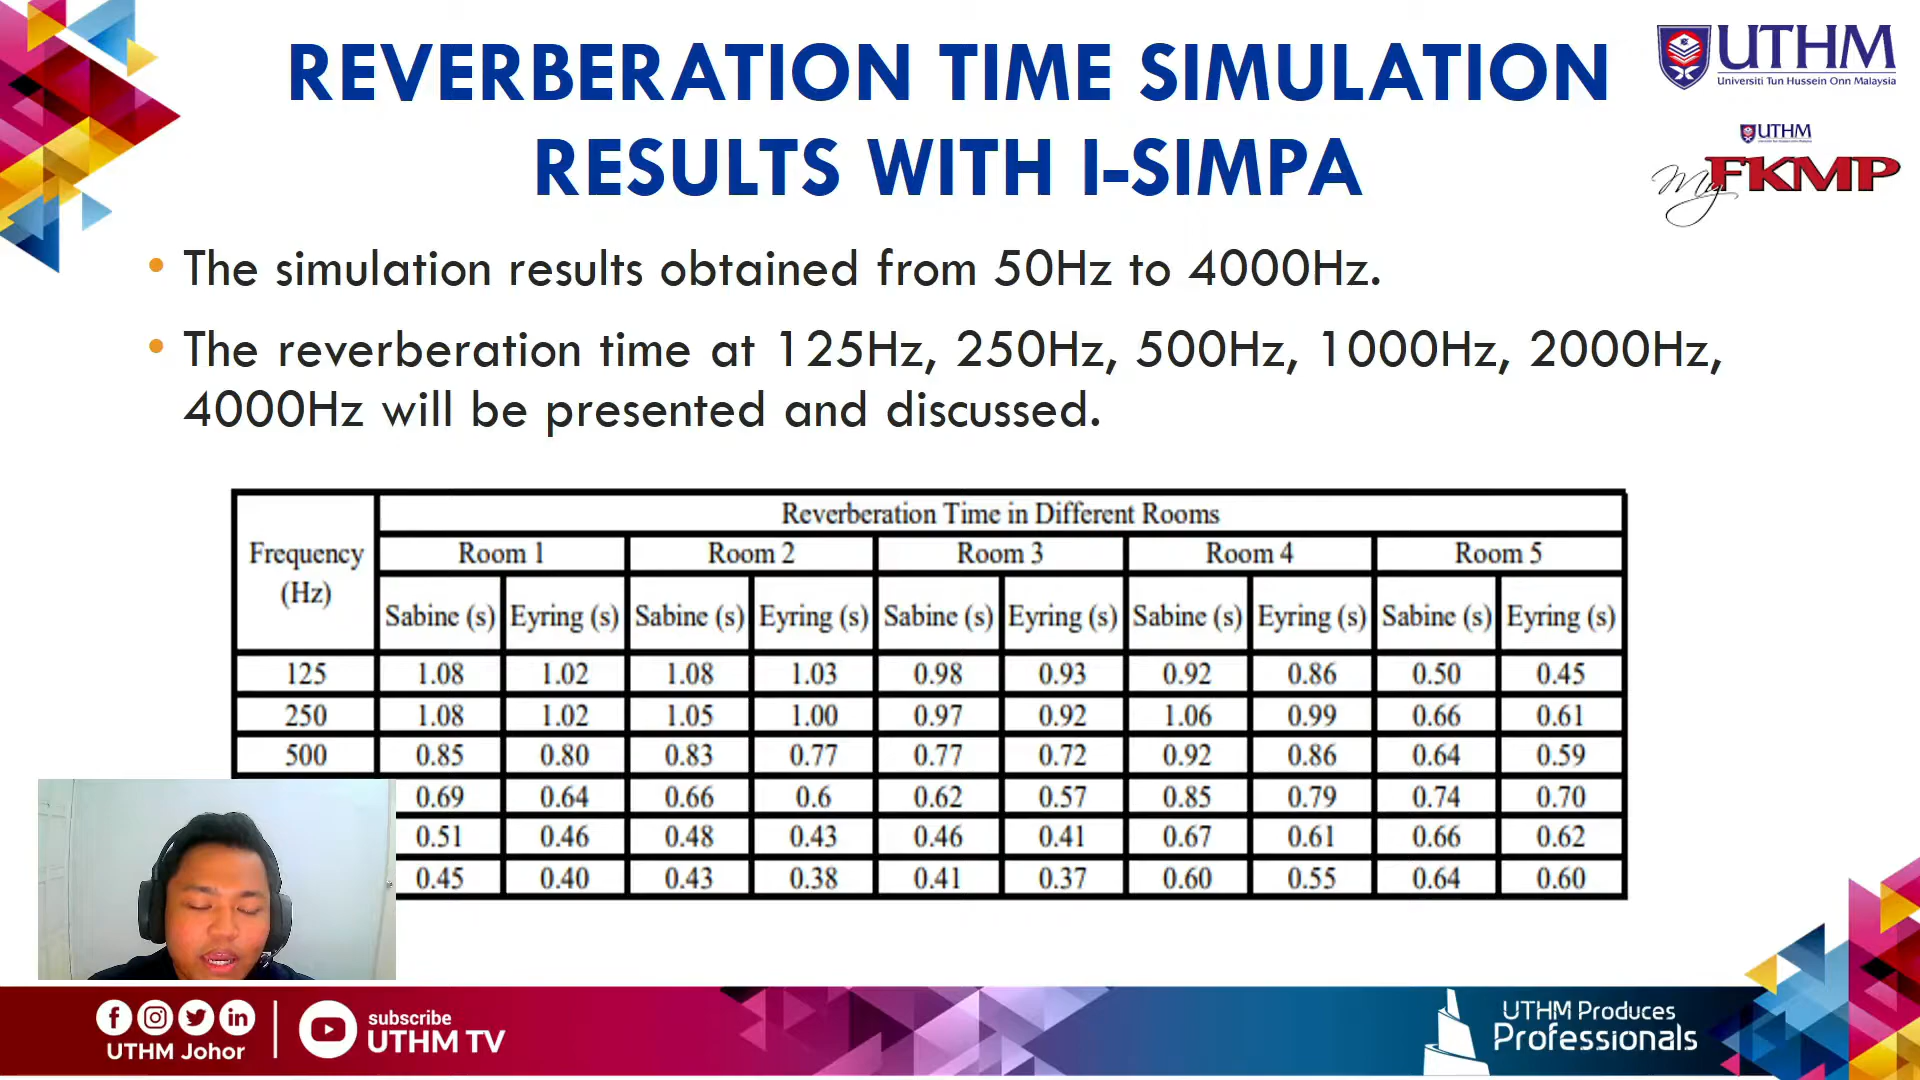 REVERBERATION TIME SIMULATION
RESULTS WITH I-SIMPA
UTHM
Universiti Tun Hussein Onn Malaysia
UTHM
My FKMP
• The simulation results obtained from 50Hz to 4000Hz.
• The reverberation time at 125Hz, 250Hz, 500Hz, 1000Hz, 2000Hz,
4000Hz will be presented and discussed.
Reverberation Time in Different Rooms
Frequency (Hz) Room 1 Room 2 Room 3 Room 4 Room 5
Sabine (s) Eyring (s) Sabine (s) Eyring (s) Sabine (s) Eyring (s) Sabine (s) Eyring (s) Sabine (s) Eyring (s)
125 1.08 1.02 1.08 1.03 0.98 0.93 0.92 0.86 0.50 0.45
250 1.08 1.02 1.05 1.00 0.97 0.92 1.06 0.99 0.66 0.61
500 0.85 0.80 0.83 0.77 0.77 0.72 0.92 0.86 0.64 0.59
0.69 0.64 0.66 0.6 0.62 0.57 0.85 0.79 0.74 0.70
0.51 0.46 0.48 0.43 0.46 0.41 0.67 0.61 0.66 0.62
0.45 0.40 0.43 0.38 0.41 0.37 0.60 0.55 0.64 0.60
UTHM Johor
subscribe
UTHM TV
UTHM Produces
Professionals